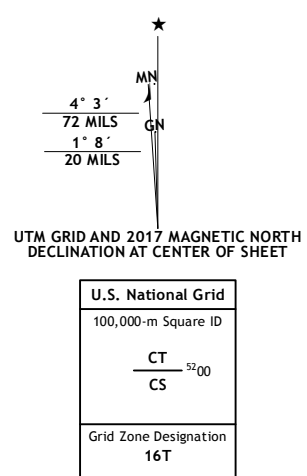 ★
MN
4° 3´
72 MILS
GN
1° 8´
20 MILS
UTM GRID AND 2017 MAGNETIC NORTH
DECLINATION AT CENTER OF SHEET
U.S. National Grid
100,000-m Square ID
CT
5200
CS
Grid Zone Designation
16T